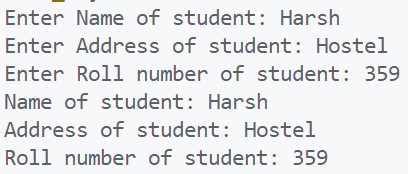 Enter Name of student: Harsh
Enter Address of student: Hostel
Enter Roll number of student: 359
Name of student: Harsh
Address of student: Hostel
Roll number of student: 359